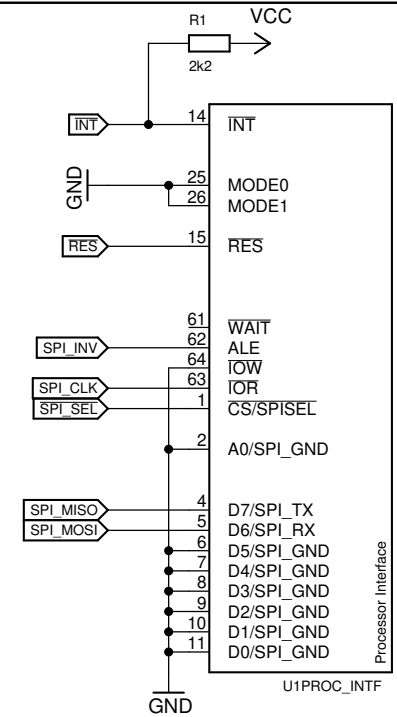 R1
VCC
2k2
INT
14
INT
GND
25
MODE0
26
MODE1
RES
15
RES
61
WAIT
SPI_INV
62
ALE
64
IOW
SPI_CLK
63
IOR
SPI_SEL
1
CS/SPISEL
2
A0/SPI_GND
SPI_MISO
4
D7/SPI_TX
SPI_MOSI
5
D6/SPI_RX
6
D5/SPI_GND
7
D4/SPI_GND
8
D3/SPI_GND
9
D2/SPI_GND
10
D1/SPI_GND
11
D0/SPI_GND
Processor Interface
U1PROC_INTF
GND